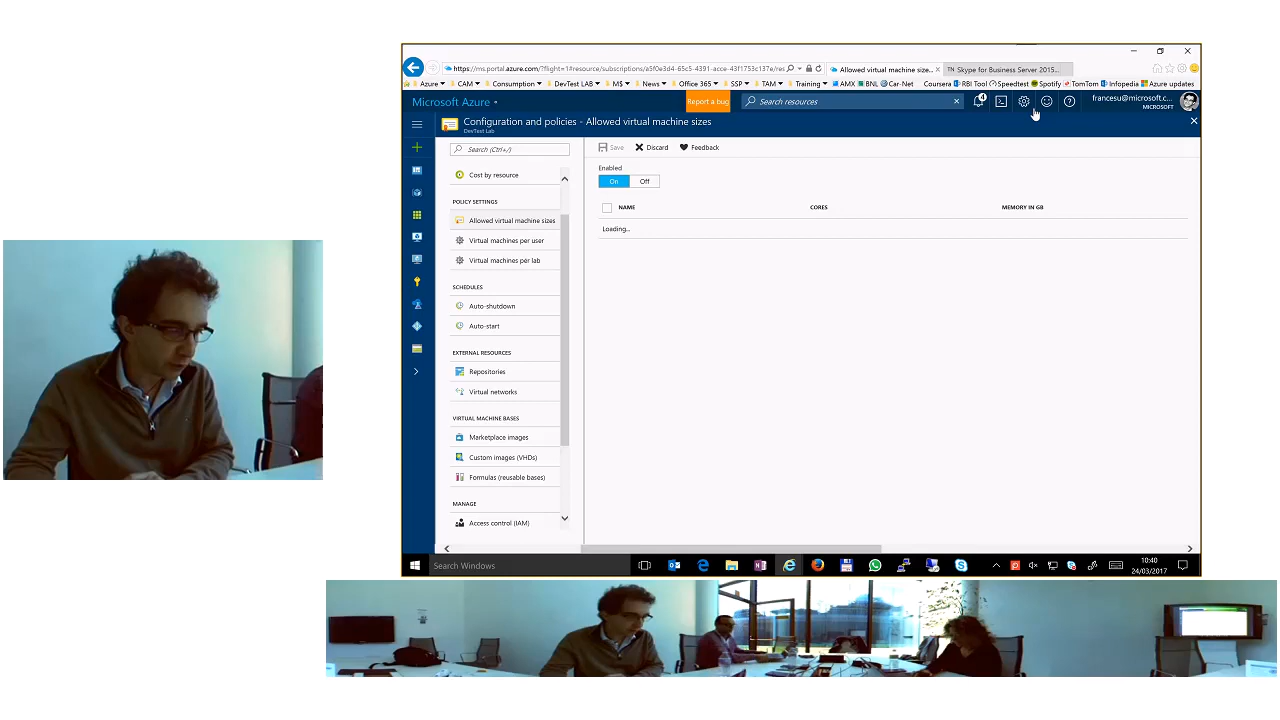 https://ms.portal.azure.com/?flight=1#resource/subscriptions/a5f0e3d4-65c5-4391-acce-43f1753c137e/res
Allowed virtual machine size...
Skype for Business Server 2015...
Azure CAM Consumption DevTest LAB M$ News Office 365 SSP TAM Training AMX BNL Car-Net Coursera RBI Tool Speedtest Spotify TomTom Infopedia Azure updates
Microsoft Azure
Report a bug
Search resources
4
francesu@microsoft.c...
MICROSOFT
Configuration and policies - Allowed virtual machine sizes
DevTest Lab
Search (Ctrl+/)
Save Discard Feedback
Cost by resource
POLICY SETTINGS
Allowed virtual machine sizes
Virtual machines per user
Virtual machines per lab
SCHEDULES
Auto-shutdown
Auto-start
EXTERNAL RESOURCES
Repositories
Virtual networks
VIRTUAL MACHINE BASES
Marketplace images
Custom images (VHDs)
Formulas (reusable bases)
MANAGE
Access control (IAM)
Enabled
On Off
NAME CORES MEMORY IN GB
Loading...
Search Windows
10:40
24/03/2017